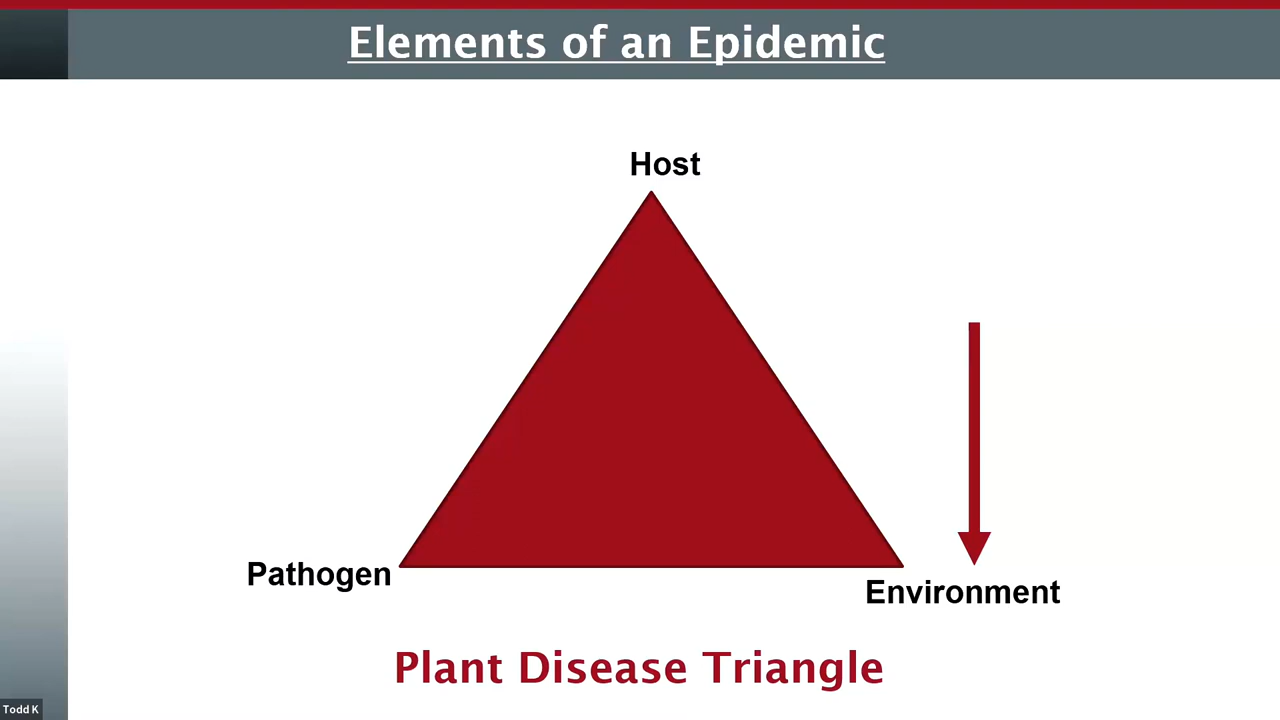 Elements of an Epidemic
Host
Pathogen
Environment
Plant Disease Triangle
Todd K